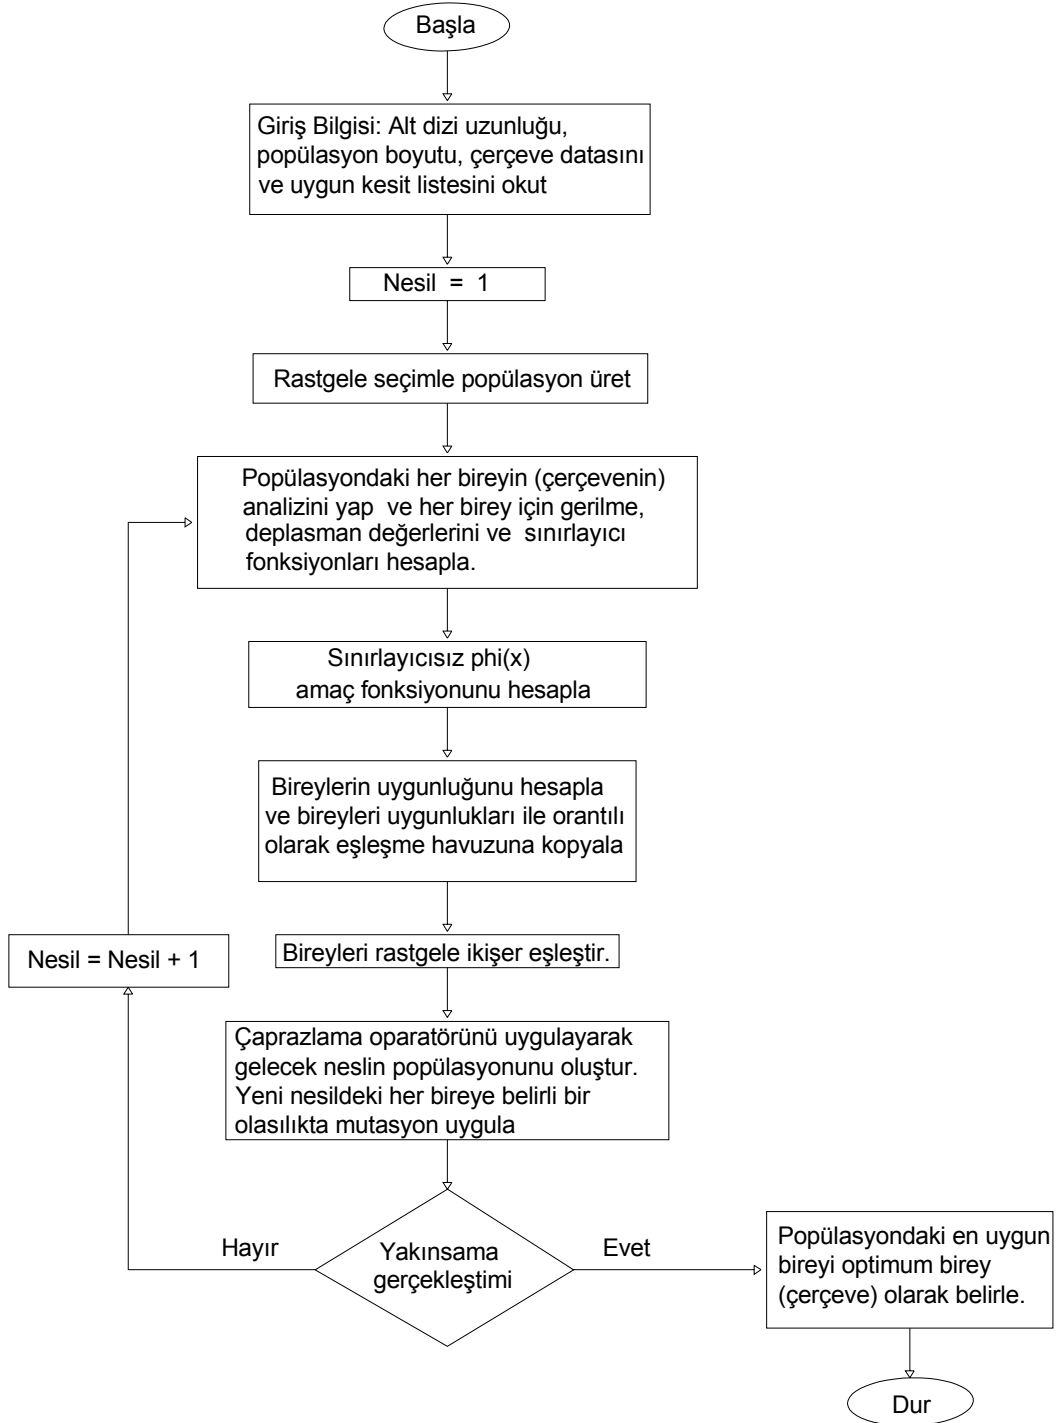 Başla
Giriş Bilgisi: Alt dizi uzunluğu,
popülasyon boyutu, çerçeve datasını
ve uygun kesit listesini okut
Nesil = 1
Rastgele seçimle popülasyon üret
Popülasyondaki her bireyin (çerçevenin)
analizini yap ve her birey için gerilme,
deplasman değerlerini ve sınırlayıcı
fonksiyonları hesapla.
Sınırlayıcısız phi(x)
amaç fonksiyonunu hesapla
Bireylerin uygunluğunu hesapla
ve bireyleri uygunlukları ile orantılı
olarak eşleşme havuzuna kopyala
Bireyleri rastgele ikişer eşleştir.
Nesil = Nesil + 1
Çaprazlama oparatörünü uygulayarak
gelecek neslin popülasyonunu oluştur.
Yeni nesildeki her bireye belirli bir
olasılıkta mutasyon uygula
Hayır
Yakınsama
gerçekleştimi
Evet
Popülasyondaki en uygun
bireyi optimum birey
(çerçeve) olarak belirle.
Dur